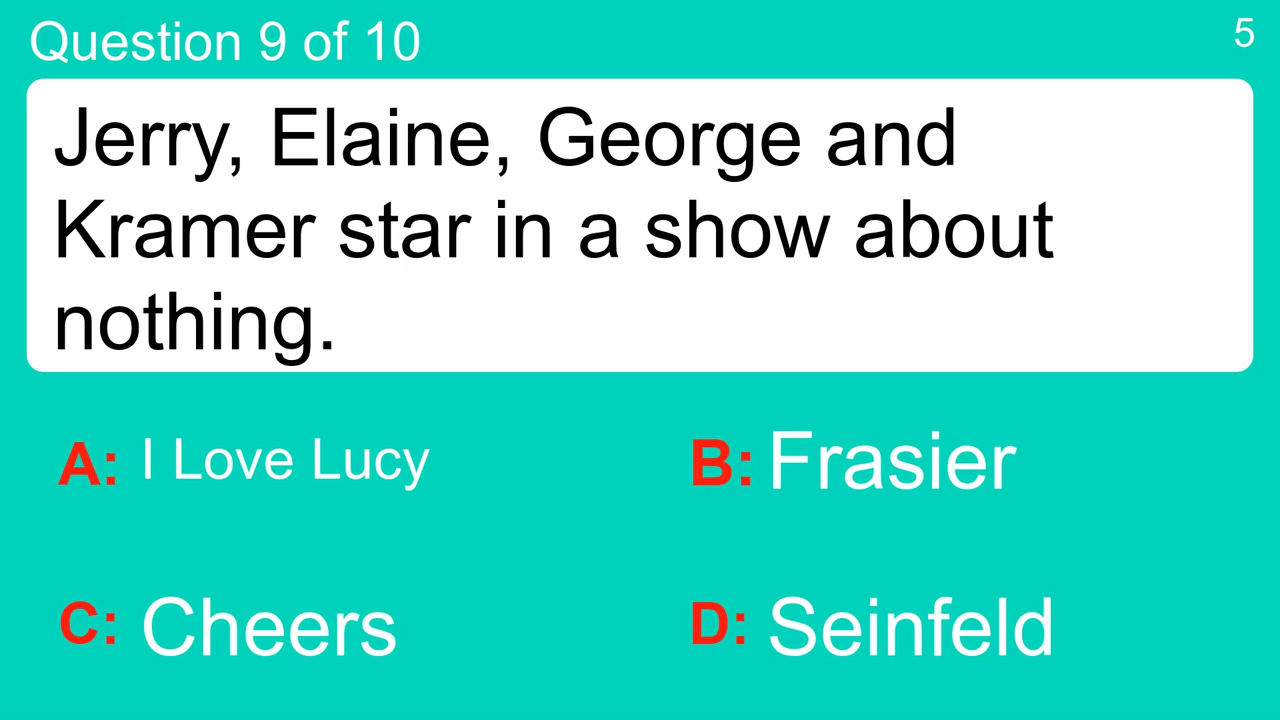 Question 9 of 10
5
Jerry, Elaine, George and
Kramer star in a show about
nothing.
A: I Love Lucy
B: Frasier
C: Cheers
D: Seinfeld